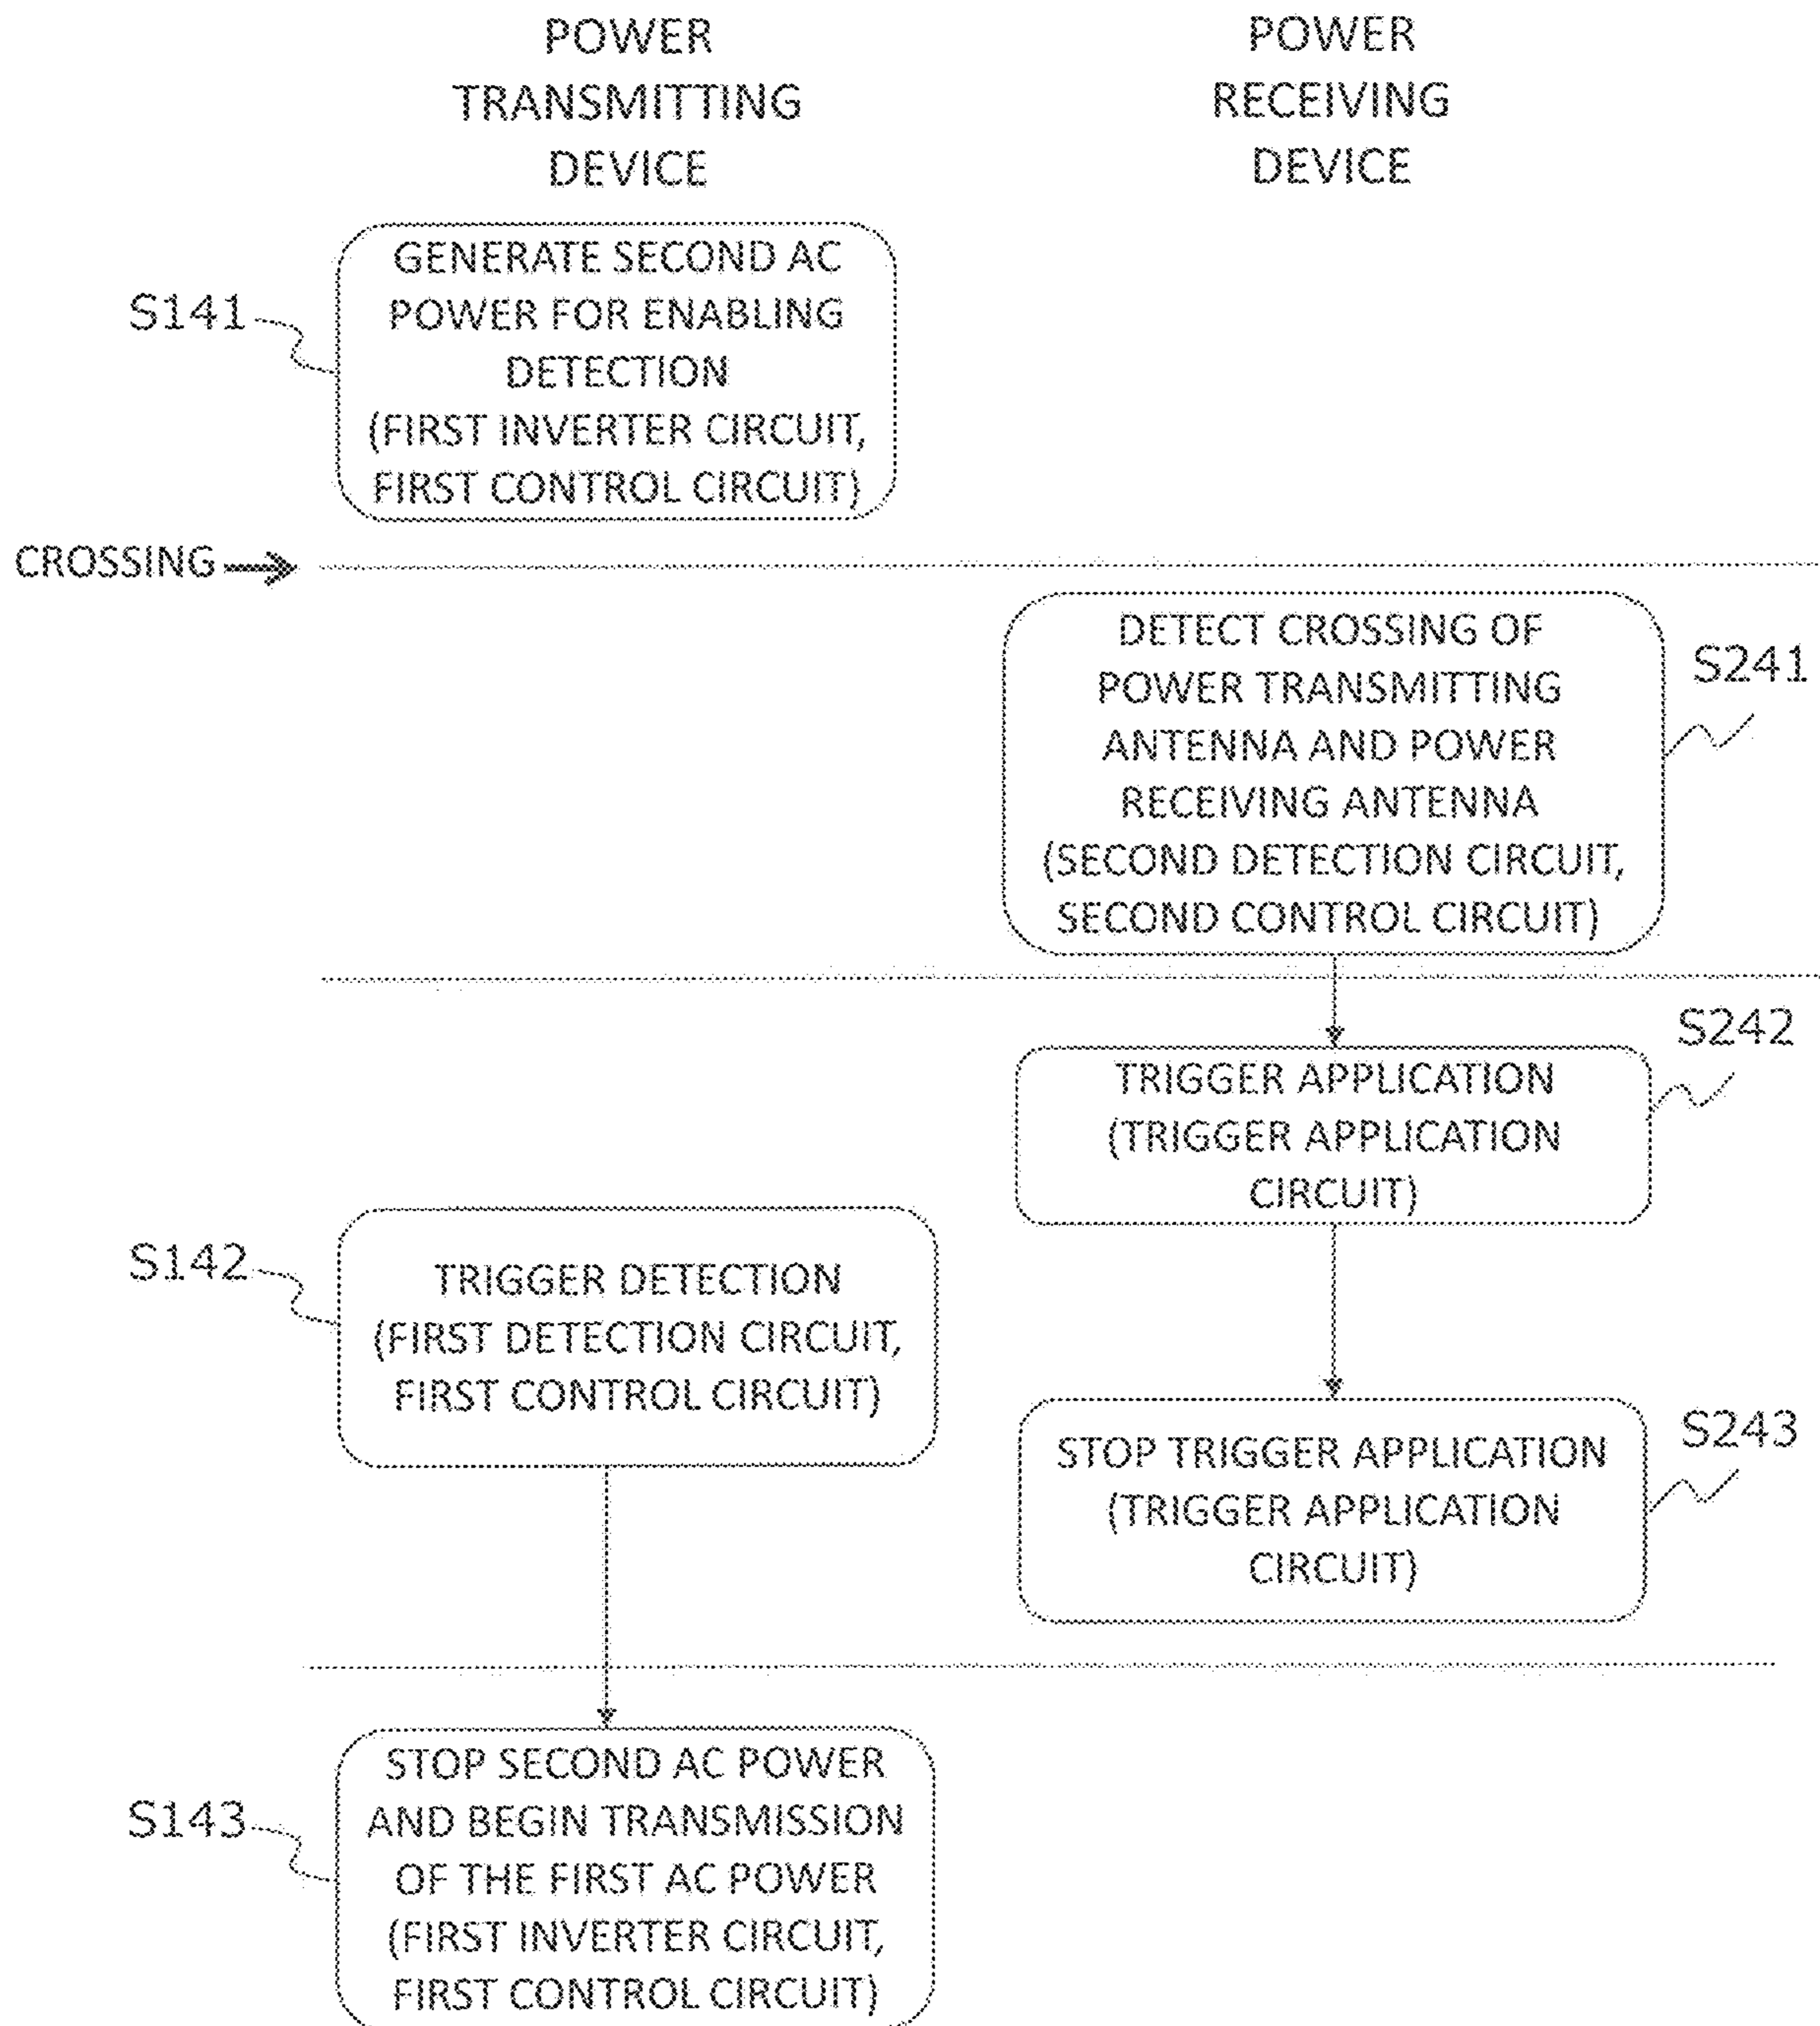 POWER
TRANSMITTING
DEVICE
POWER
RECEIVING
DEVICE
S141
GENERATE SECOND AC
POWER FOR ENABLING
DETECTION
(FIRST INVERTER CIRCUIT,
FIRST CONTROL CIRCUIT)
CROSSING
DETECT CROSSING OF
POWER TRANSMITTING
ANTENNA AND POWER
RECEIVING ANTENNA
(SECOND DETECTION CIRCUIT,
SECOND CONTROL CIRCUIT)
S241
TRIGGER APPLICATION
(TRIGGER APPLICATION
CIRCUIT)
S242
S142
TRIGGER DETECTION
(FIRST DETECTION CIRCUIT,
FIRST CONTROL CIRCUIT)
STOP TRIGGER APPLICATION
(TRIGGER APPLICATION
CIRCUIT)
S243
S143
STOP SECOND AC POWER
AND BEGIN TRANSMISSION
OF THE FIRST AC POWER
(FIRST INVERTER CIRCUIT,
FIRST CONTROL CIRCUIT)